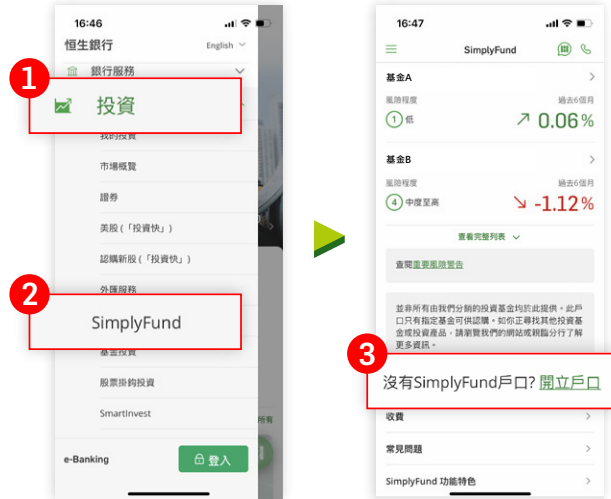 16:46
恒生銀行
English
銀行服務
1
投資
我的投資
市場概覽
證券
美股 (「投資快」)
認購新股 (「投資快」)
外匯服務
2
SimplyFund
基金投資
股票掛鈎投資
SmartInvest
所有
e-Banking
登入
16:47
SimplyFund
基金A
風險程度
過去6個月
1 低
0.06%
基金B
風險程度
過去6個月
4 中度至高
-1.12%
查看完整列表
查閱重要風險警告
並非所有由我們分銷的投資基金均於此提供。此戶
口只有指定基金可供認購。如你正尋找其他投資基
金或投資產品，請瀏覽我們的網站或親臨分行了解
更多資訊。
3
沒有SimplyFund戶口? 開立戶口
收費
常見問題
SimplyFund 功能特色